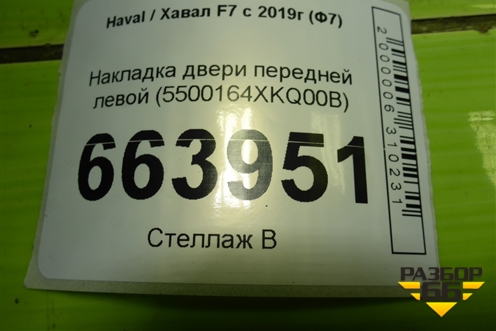 Haval / Хавал F7 с 2019г (Ф7)
Накладка двери передней
левой (5500164XKQ00B)
663951
Стеллаж В
2000006310231
РАЗБОР
66